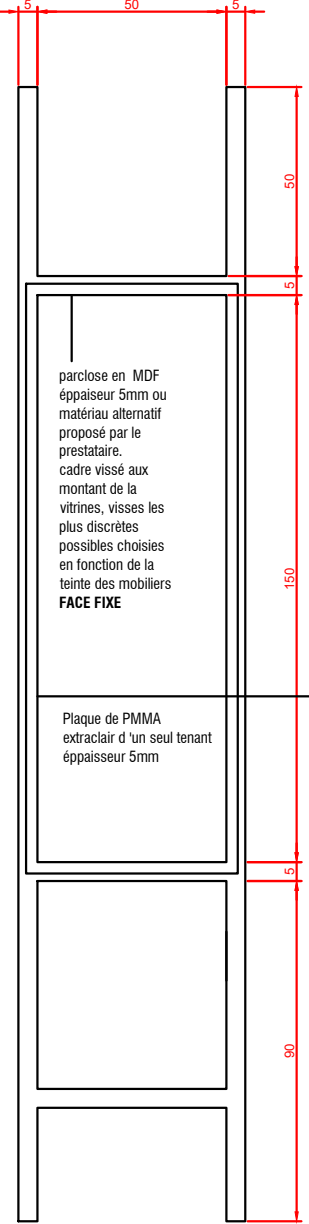 5
50
5
50
5
parclose en MDF
éppaiseur 5mm ou
matériau alternatif
proposé par le
prestataire.
cadre vissé aux
montant de la
vitrines, visses les
plus discrètes
possibles choisies
en fonction de la
teinte des mobiliers
FACE FIXE
150
Plaque de PMMA
extraclair d 'un seul tenant
éppaisseur 5mm
5
90